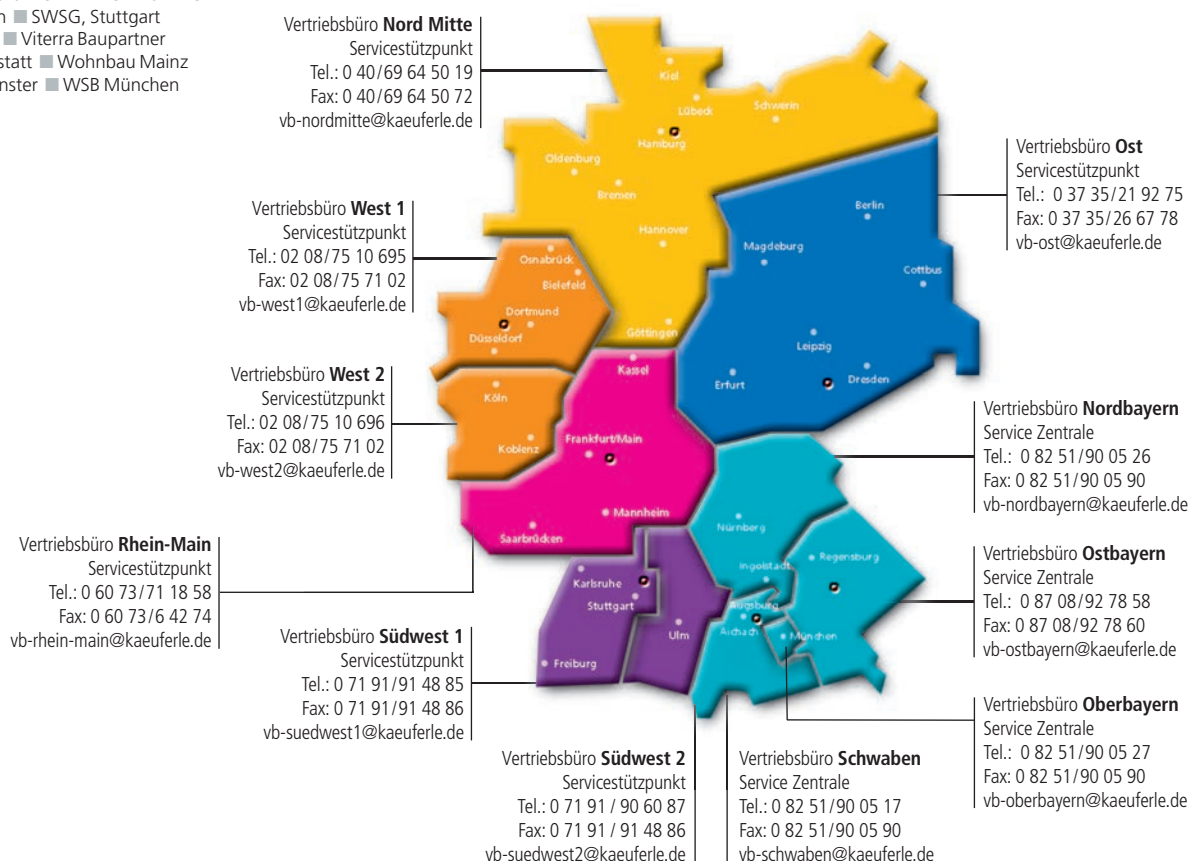 n ■ SWSG, Stuttgart
■ Viterra Baupartner
statt ■ Wohnbau Mainz
nster ■ WSB München
Vertriebsbüro Nord Mitte
Servicestützpunkt
Tel.: 0 40/69 64 50 19
Fax: 0 40/69 64 50 72
vb-nordmitte@kaeuferle.de
Vertriebsbüro Ost
Servicestützpunkt
Tel.: 0 37 35/21 92 75
Fax: 0 37 35/26 67 78
vb-ost@kaeuferle.de
Vertriebsbüro West 1
Servicestützpunkt
Tel.: 02 08/75 10 695
Fax: 02 08/75 71 02
vb-west1@kaeuferle.de
Vertriebsbüro West 2
Servicestützpunkt
Tel.: 02 08/75 10 696
Fax: 02 08/75 71 02
vb-west2@kaeuferle.de
Vertriebsbüro Nordbayern
Service Zentrale
Tel.: 0 82 51/90 05 26
Fax: 0 82 51/90 05 90
vb-nordbayern@kaeuferle.de
Vertriebsbüro Rhein-Main
Servicestützpunkt
Tel.: 0 60 73/71 18 58
Fax: 0 60 73/6 42 74
vb-rhein-main@kaeuferle.de
Vertriebsbüro Ostbayern
Service Zentrale
Tel.: 0 87 08/92 78 58
Fax: 0 87 08/92 78 60
vb-ostbayern@kaeuferle.de
Vertriebsbüro Südwest 1
Servicestützpunkt
Tel.: 0 71 91/91 48 85
Fax: 0 71 91/91 48 86
vb-suedwest1@kaeuferle.de
Vertriebsbüro Oberbayern
Service Zentrale
Tel.: 0 82 51/90 05 27
Fax: 0 82 51/90 05 90
vb-oberbayern@kaeuferle.de
Vertriebsbüro Südwest 2
Servicestützpunkt
Tel.: 0 71 91 / 90 60 87
Fax: 0 71 91 / 91 48 86
vb-suedwest2@kaeuferle.de
Vertriebsbüro Schwaben
Service Zentrale
Tel.: 0 82 51/90 05 17
Fax: 0 82 51/90 05 90
vb-schwaben@kaeuferle.de
Kiel
Lübeck
Schwerin
Hamburg
Oldenburg
Bremen
Hannover
Göttingen
Berlin
Magdeburg
Cottbus
Leipzig
Erfurt
Dresden
Osnabrück
Bielefeld
Dortmund
Düsseldorf
Köln
Koblenz
Kassel
Frankfurt/Main
Mannheim
Saarbrücken
Karlsruhe
Stuttgart
Freiburg
Ulm
Nürnberg
Regensburg
Ingolstadt
Augsburg
Aichach
München